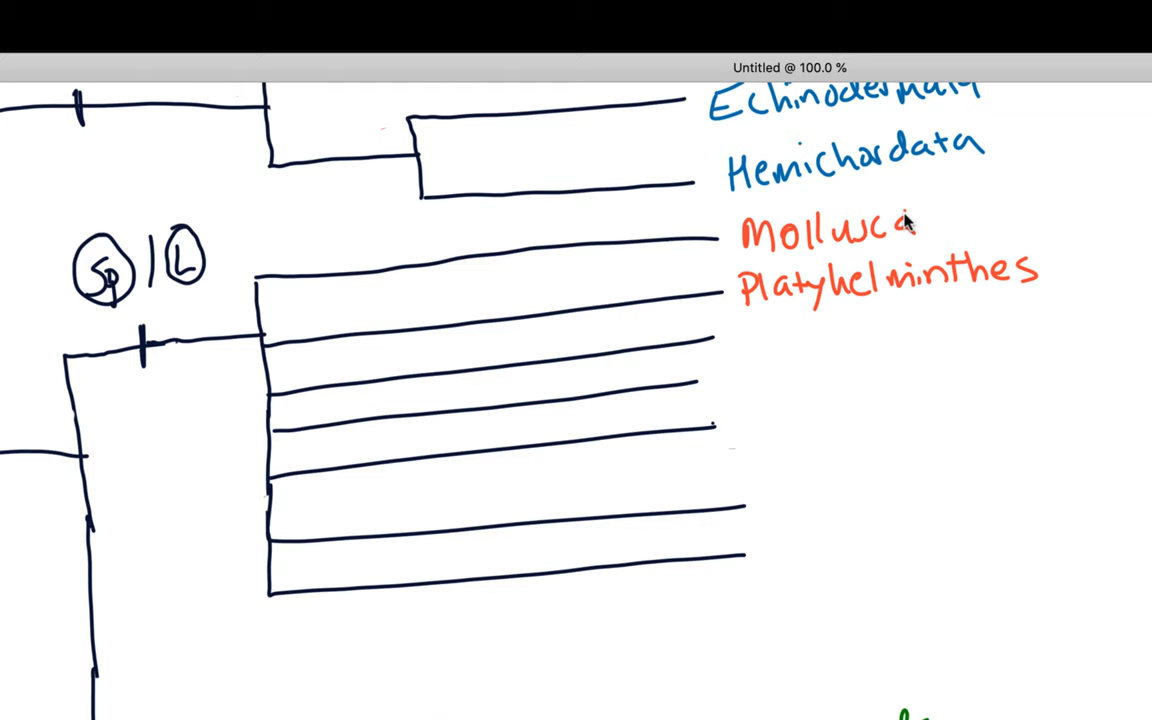 Untitled @ 100.0 %
Echinodermata
Hemichordata
Mollusca
Sp | L
Platyhelminthes